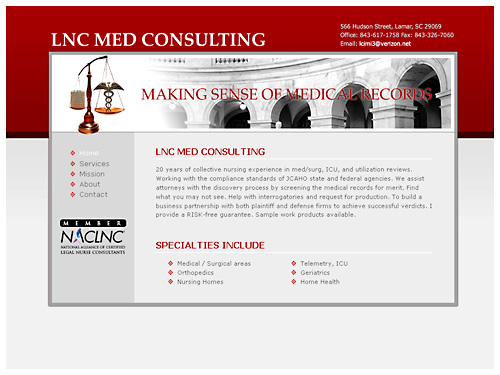 LNC MED CONSULTING
566 Hudson Street, Lamar, SC 29069
Office: 843-617-1758 Fax: 843-326-7060
Email: lcimi3@verizon.net
MAKING SENSE OF MEDICAL RECORDS
Home
Services
Mission
About
Contact
MEMBER
NACLNC
NATIONAL ALLIANCE OF CERTIFIED
LEGAL NURSE CONSULTANTS
LNC MED CONSULTING
20 years of collective nursing experience in med/surg, ICU, and utilization reviews.
Working with the compliance standards of JCAHO state and federal agencies. We assist
attorneys with the discovery process by screening the medical records for merit. Find
what you may not see. Help with interrogatories and request for production. To build a
business partnership with both plaintiff and defense firms to achieve successful verdicts. I
provide a RISK-free guarantee. Sample work products available.
SPECIALTIES INCLUDE
Medical / Surgical areas
Orthopedics
Nursing Homes
Telemetry, ICU
Geriatrics
Home Health